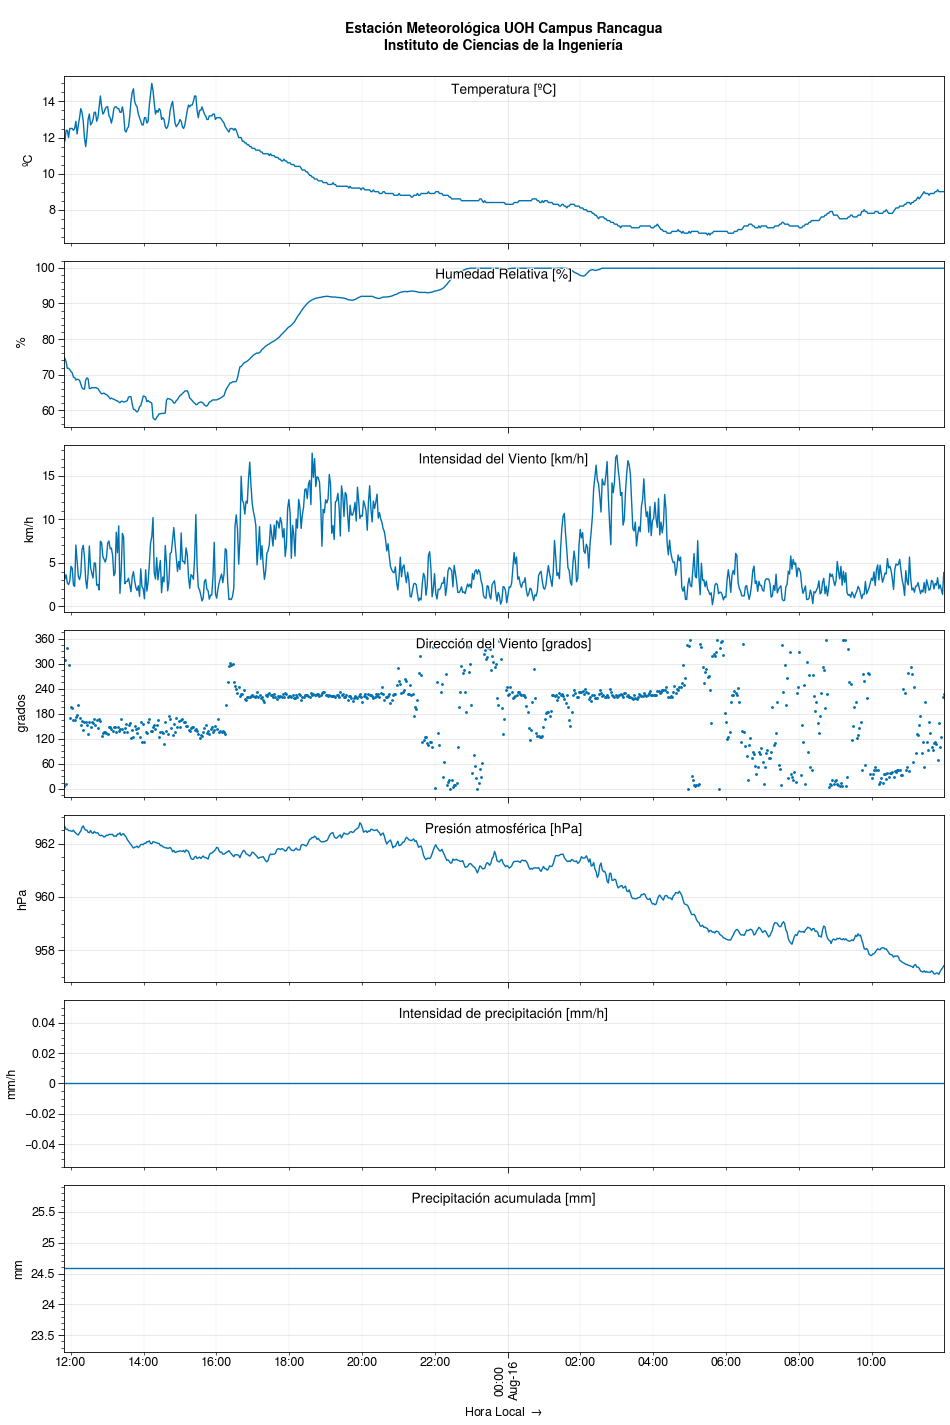 Estación Meteorológica UOH Campus Rancagua
Instituto de Ciencias de la Ingeniería
Temperatura [ºC]
14
12
10
8
ºC
Humedad Relativa [%]
100
90
80
70
60
%
Intensidad del Viento [km/h]
15
10
5
0
km/h
Dirección del Viento [grados]
360
300
240
180
120
60
0
grados
Presión atmosférica [hPa]
962
960
958
hPa
Intensidad de precipitación [mm/h]
0.04
0.02
0
−0.02
−0.04
mm/h
Precipitación acumulada [mm]
25.5
25
24.5
24
23.5
mm
12:00 14:00 16:00 18:00 20:00 22:00 00:00 02:00 04:00 06:00 08:00 10:00
Aug-16
Hora Local →